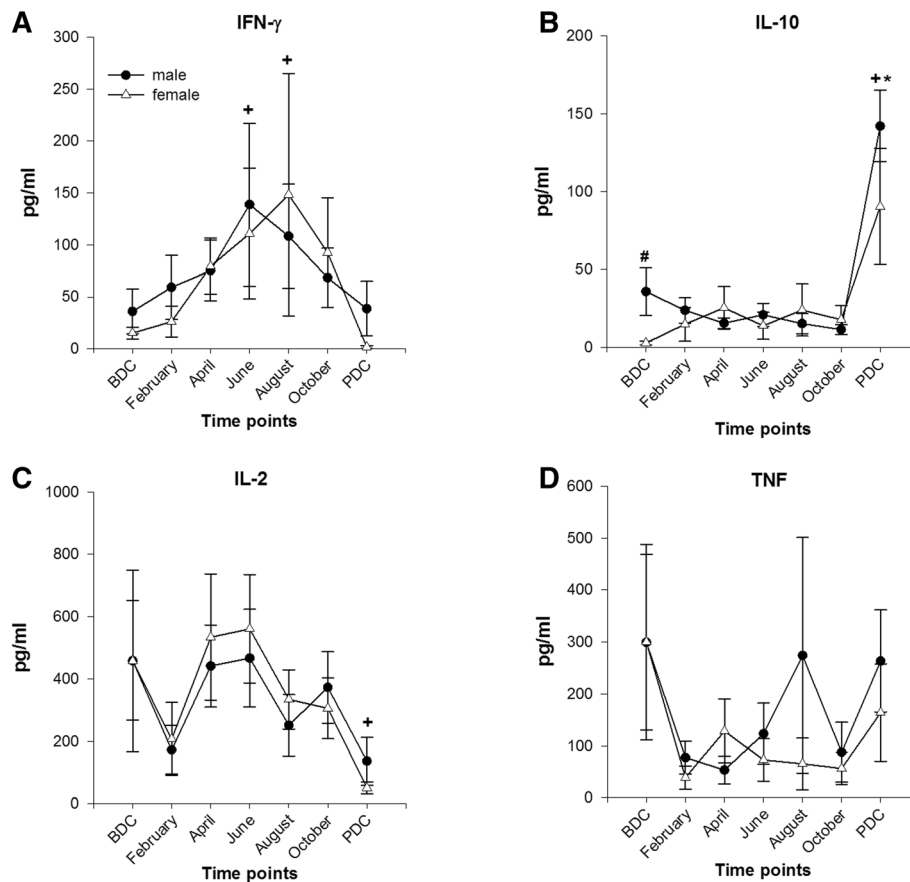 A
IFN-γ
300
250
200
150
100
50
0
pg/ml
male
female
+
+
BDC
February
April
June
August
October
PDC
Time points
B
IL-10
200
150
100
50
0
pg/ml
#
+*
BDC
February
April
June
August
October
PDC
Time points
C
IL-2
1000
800
600
400
200
0
pg/ml
+
BDC
February
April
June
August
October
PDC
Time points
D
TNF
600
500
400
300
200
100
0
pg/ml
BDC
February
April
June
August
October
PDC
Time points